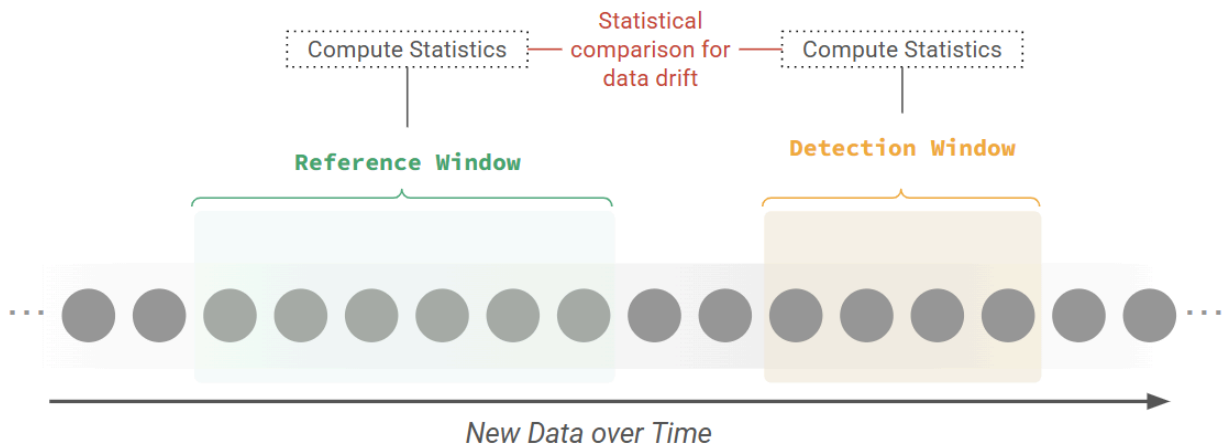 Statistical
comparison for
data drift
Compute Statistics
Compute Statistics
Reference Window
Detection Window
...
...
New Data over Time